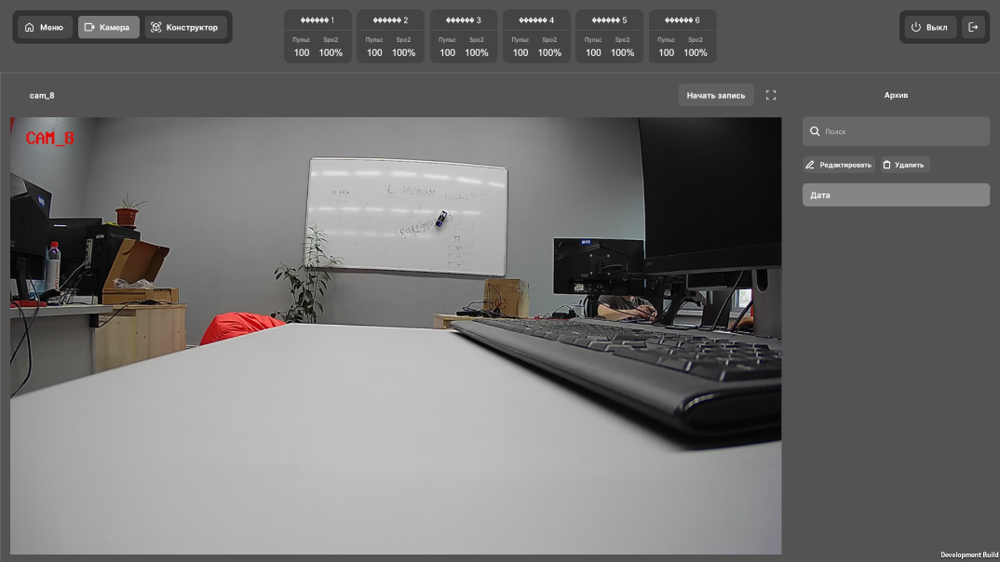 Меню
Камера
Конструктор
������ 1
Пульс Spo2
100 100%
������ 2
Пульс Spo2
100 100%
������ 3
Пульс Spo2
100 100%
������ 4
Пульс Spo2
100 100%
������ 5
Пульс Spo2
100 100%
������ 6
Пульс Spo2
100 100%
Выкл
cam_8
Начать запись
CAM_8
С новым
Архив
Поиск
Редактировать
Удалить
Дата
Development Build